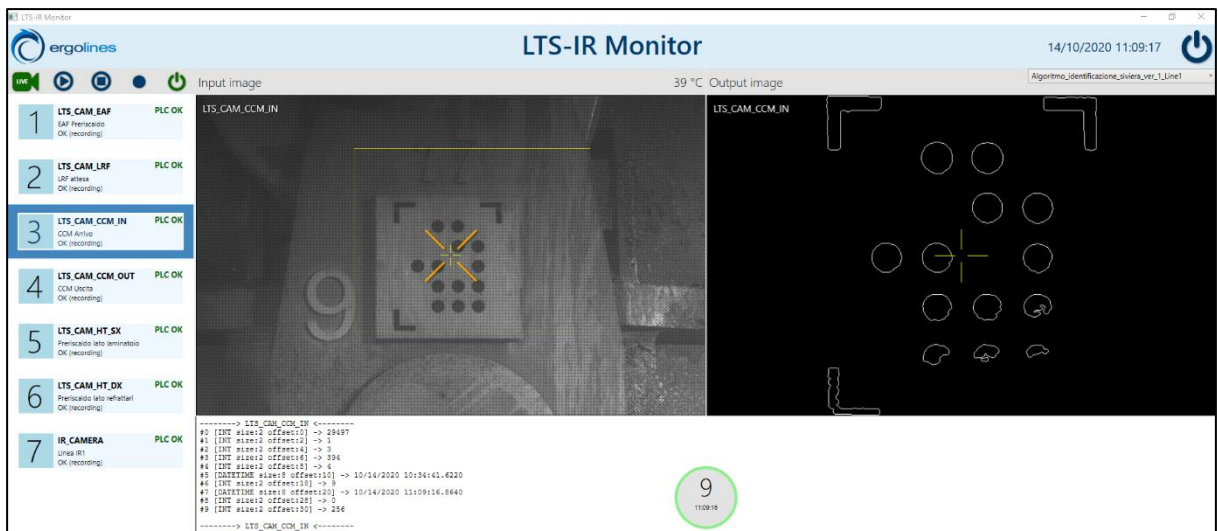 LTS-IR Monitor
ergolines
LTS-IR Monitor
14/10/2020 11:09:17
LIVE
Input image
39 °C
Output image
Algoritmo_identificazione_siviera_ver_1_Line1
1
LTS_CAM_EAF
PLC OK
EAF Preriscaldo
OK (recording)
2
LTS_CAM_LRF
PLC OK
LRF attesa
OK (recording)
3
LTS_CAM_CCM_IN
PLC OK
CCM Arrivo
OK (recording)
4
LTS_CAM_CCM_OUT
PLC OK
CCM Uscita
OK (recording)
5
LTS_CAM_HT_SX
PLC OK
Preriscaldo lato laminatoio
OK (recording)
6
LTS_CAM_HT_DX
PLC OK
Preriscaldo lato refrattari
OK (recording)
7
IR_CAMERA
PLC OK
Linea IR1
OK (recording)
LTS_CAM_CCM_IN
9
LTS_CAM_CCM_IN
--------> LTS_CAM_CCM_IN <--------
#0 [INT size:2 offset:0] -> 29497
#1 [INT size:2 offset:2] -> 1
#2 [INT size:2 offset:4] -> 3
#3 [INT size:2 offset:6] -> 394
#4 [INT size:2 offset:8] -> 4
#5 [DATETIME size:8 offset:10] -> 10/14/2020 10:34:41.6220
#6 [INT size:2 offset:18] -> 9
#7 [DATETIME size:8 offset:20] -> 10/14/2020 11:09:16.8640
#8 [INT size:2 offset:28] -> 0
#9 [INT size:2 offset:30] -> 256
--------> LTS_CAM_CCM_IN <--------
9
11:09:16